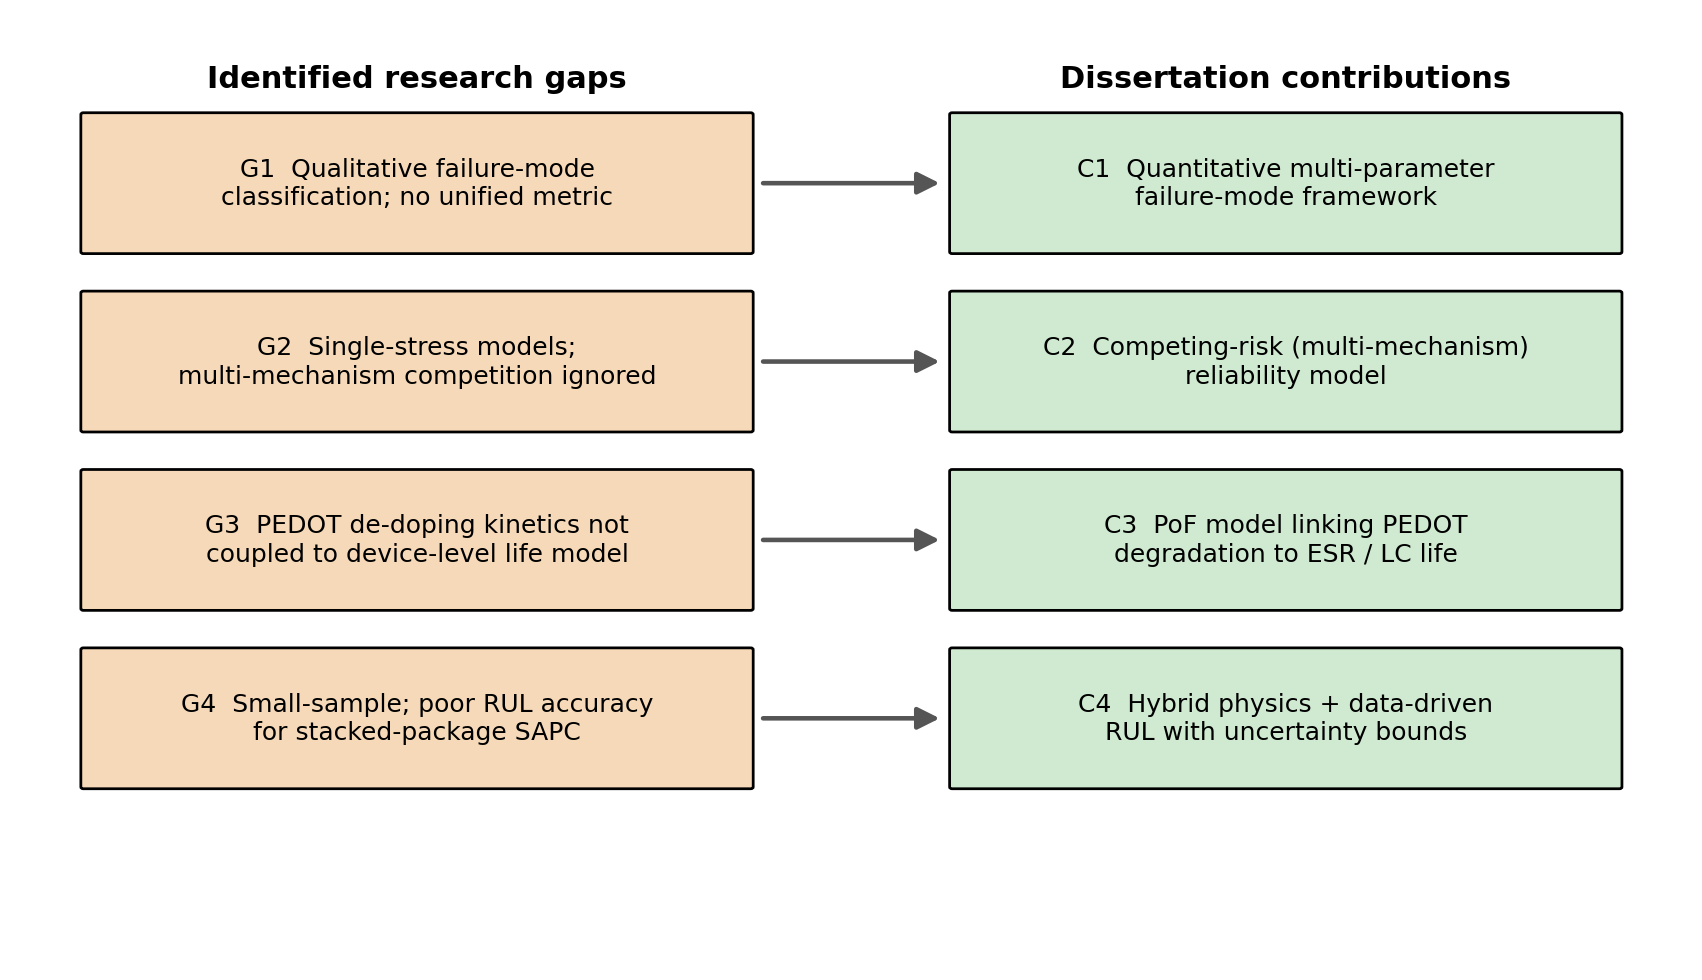 Identified research gaps
Dissertation contributions
G1  Qualitative failure-mode
classification; no unified metric
C1  Quantitative multi-parameter
failure-mode framework
G2  Single-stress models;
multi-mechanism competition ignored
C2  Competing-risk (multi-mechanism)
reliability model
G3  PEDOT de-doping kinetics not
coupled to device-level life model
C3  PoF model linking PEDOT
degradation to ESR / LC life
G4  Small-sample; poor RUL accuracy
for stacked-package SAPC
C4  Hybrid physics + data-driven
RUL with uncertainty bounds